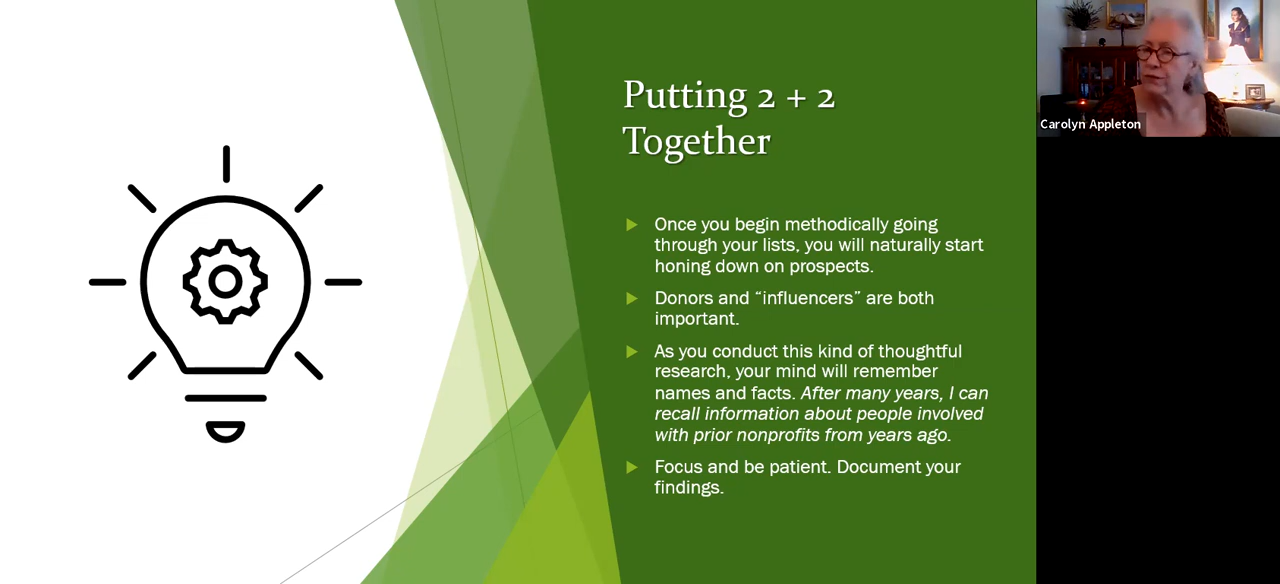 Putting 2 + 2
Together
Once you begin methodically going
through your lists, you will naturally start
honing down on prospects.
Donors and “influencers” are both
important.
As you conduct this kind of thoughtful
research, your mind will remember
names and facts. After many years, I can
recall information about people involved
with prior nonprofits from years ago.
Focus and be patient. Document your
findings.
Carolyn Appleton